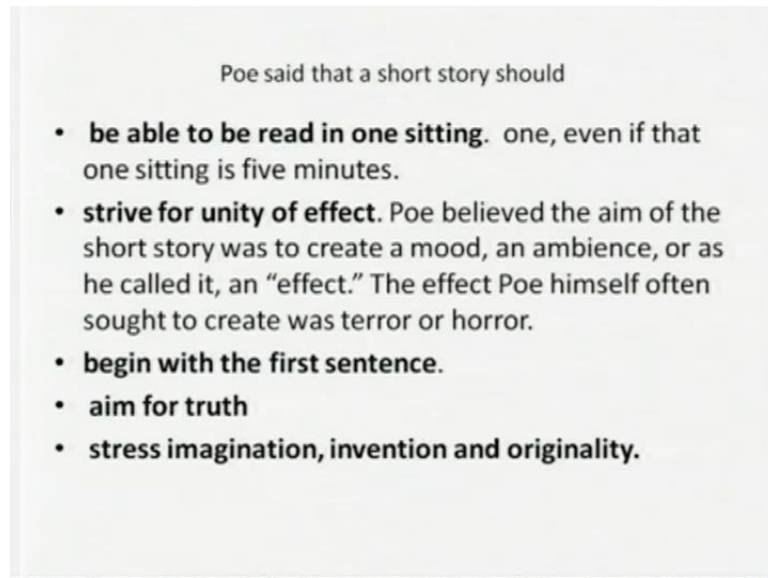 Poe said that a short story should
• be able to be read in one sitting.  one, even if that
one sitting is five minutes.
• strive for unity of effect. Poe believed the aim of the
short story was to create a mood, an ambience, or as
he called it, an “effect.” The effect Poe himself often
sought to create was terror or horror.
• begin with the first sentence.
• aim for truth
• stress imagination, invention and originality.